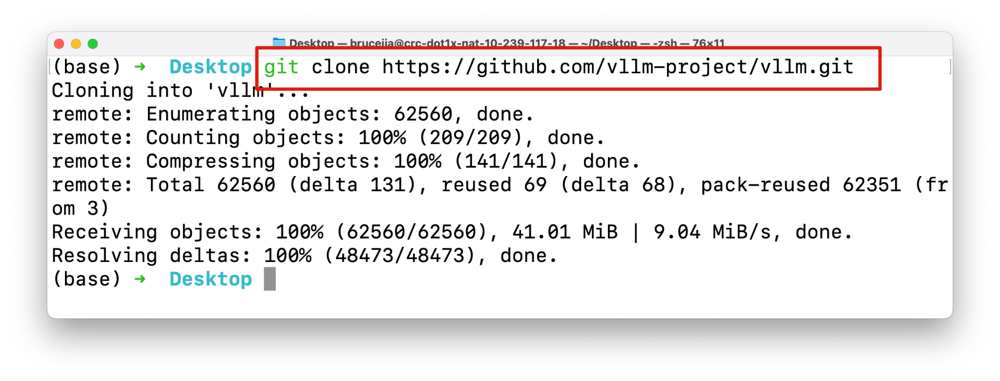 Desktop — brucejia@crc-dot1x-nat-10-239-117-18 — ~/Desktop — -zsh — 76×11
(base) ➜  Desktop git clone https://github.com/vllm-project/vllm.git
Cloning into 'vllm'...
remote: Enumerating objects: 62560, done.
remote: Counting objects: 100% (209/209), done.
remote: Compressing objects: 100% (141/141), done.
remote: Total 62560 (delta 131), reused 69 (delta 68), pack-reused 62351 (fr
om 3)
Receiving objects: 100% (62560/62560), 41.01 MiB | 9.04 MiB/s, done.
Resolving deltas: 100% (48473/48473), done.
(base) ➜  Desktop